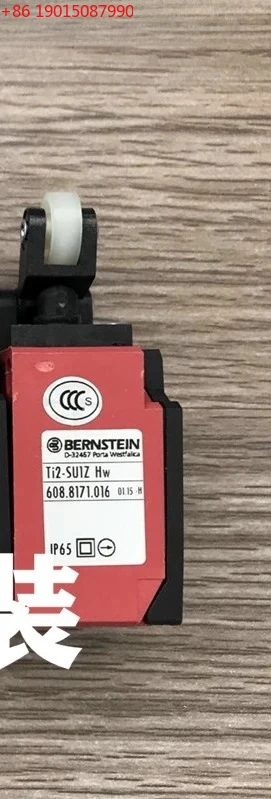 +86 19015087990
CCC S
BERNSTEIN
D-32457 Porta Westfalica
Ti2-SU1Z Hw
608.8171.016 01.15 H
IP65
装